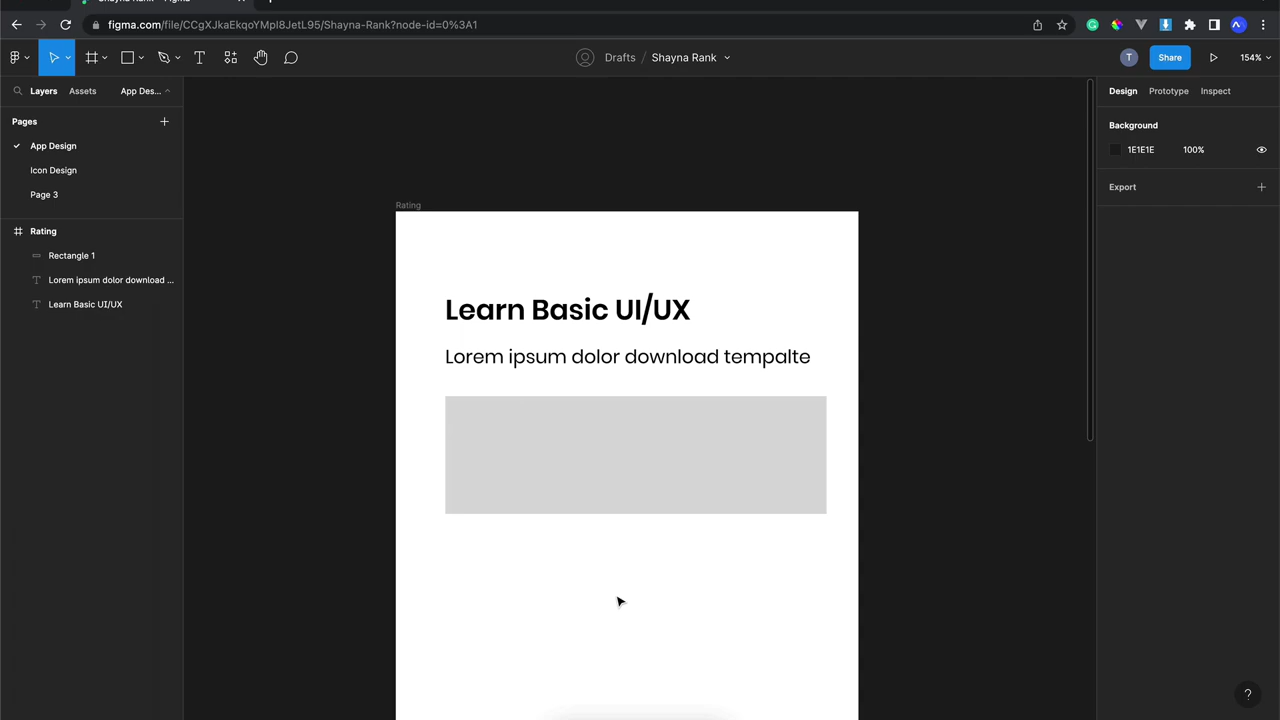 figma.com/file/CCgXJkaEkqoYMpI8JetL95/Shayna-Rank?node-id=0%3A1
Drafts / Shayna Rank
T
Share
154%
Layers
Assets
App Des...
Design
Prototype
Inspect
Pages
Background
App Design
1E1E1E
100%
Icon Design
Export
Page 3
Rating
Rectangle 1
Lorem ipsum dolor download ...
Learn Basic UI/UX
Rating
Learn Basic UI/UX
Lorem ipsum dolor download tempalte
?